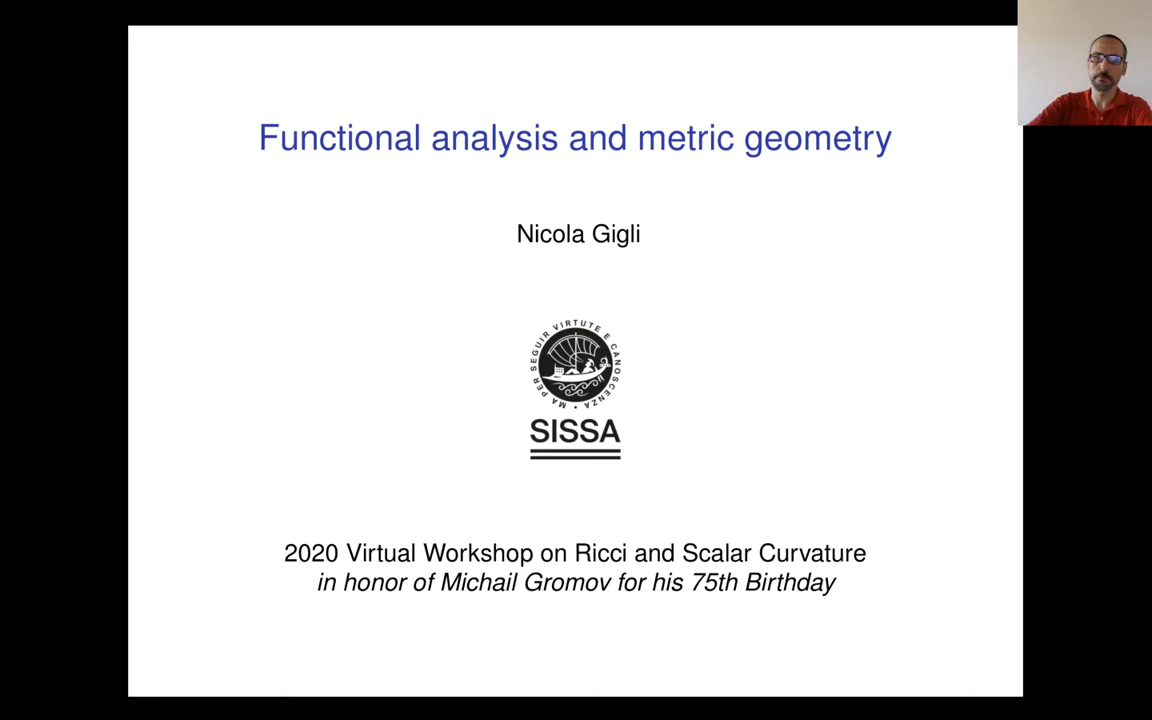 Functional analysis and metric geometry
Nicola Gigli
MA PER SEGUIR VIRTUTE E CANOSCENZA •
SISSA
2020 Virtual Workshop on Ricci and Scalar Curvature
in honor of Michail Gromov for his 75th Birthday